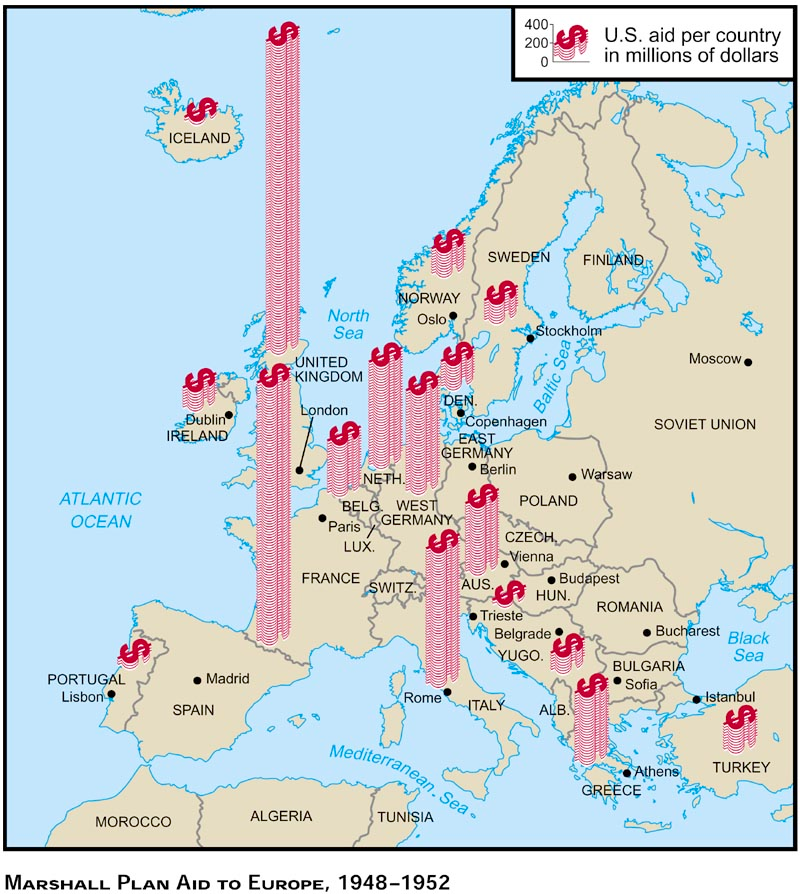 400
200
0
U.S. aid per country
in millions of dollars
ICELAND
SWEDEN
FINLAND
NORWAY
Oslo
North
Sea
Stockholm
Baltic Sea
Moscow
UNITED
KINGDOM
London
Dublin
IRELAND
DEN.
Copenhagen
SOVIET UNION
EAST
GERMANY
Berlin
NETH.
Warsaw
POLAND
ATLANTIC
OCEAN
BELG.
WEST
GERMANY
Paris
LUX.
CZECH.
Vienna
FRANCE
SWITZ.
AUS.
Budapest
HUN.
ROMANIA
Trieste
Belgrade
Bucharest
Black
Sea
YUGO.
BULGARIA
Sofia
PORTUGAL
Lisbon
Madrid
SPAIN
Rome
ITALY
ALB.
Istanbul
Mediterranean Sea
Athens
GREECE
TURKEY
MOROCCO
ALGERIA
TUNISIA
MARSHALL PLAN AID TO EUROPE, 1948–1952